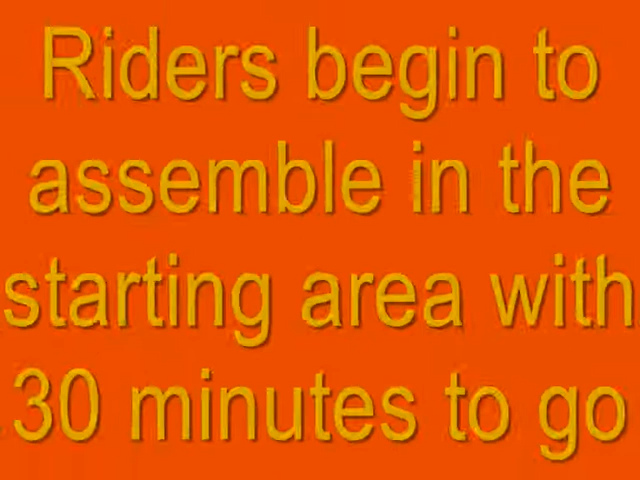 Riders begin to
assemble in the
starting area with
30 minutes to go